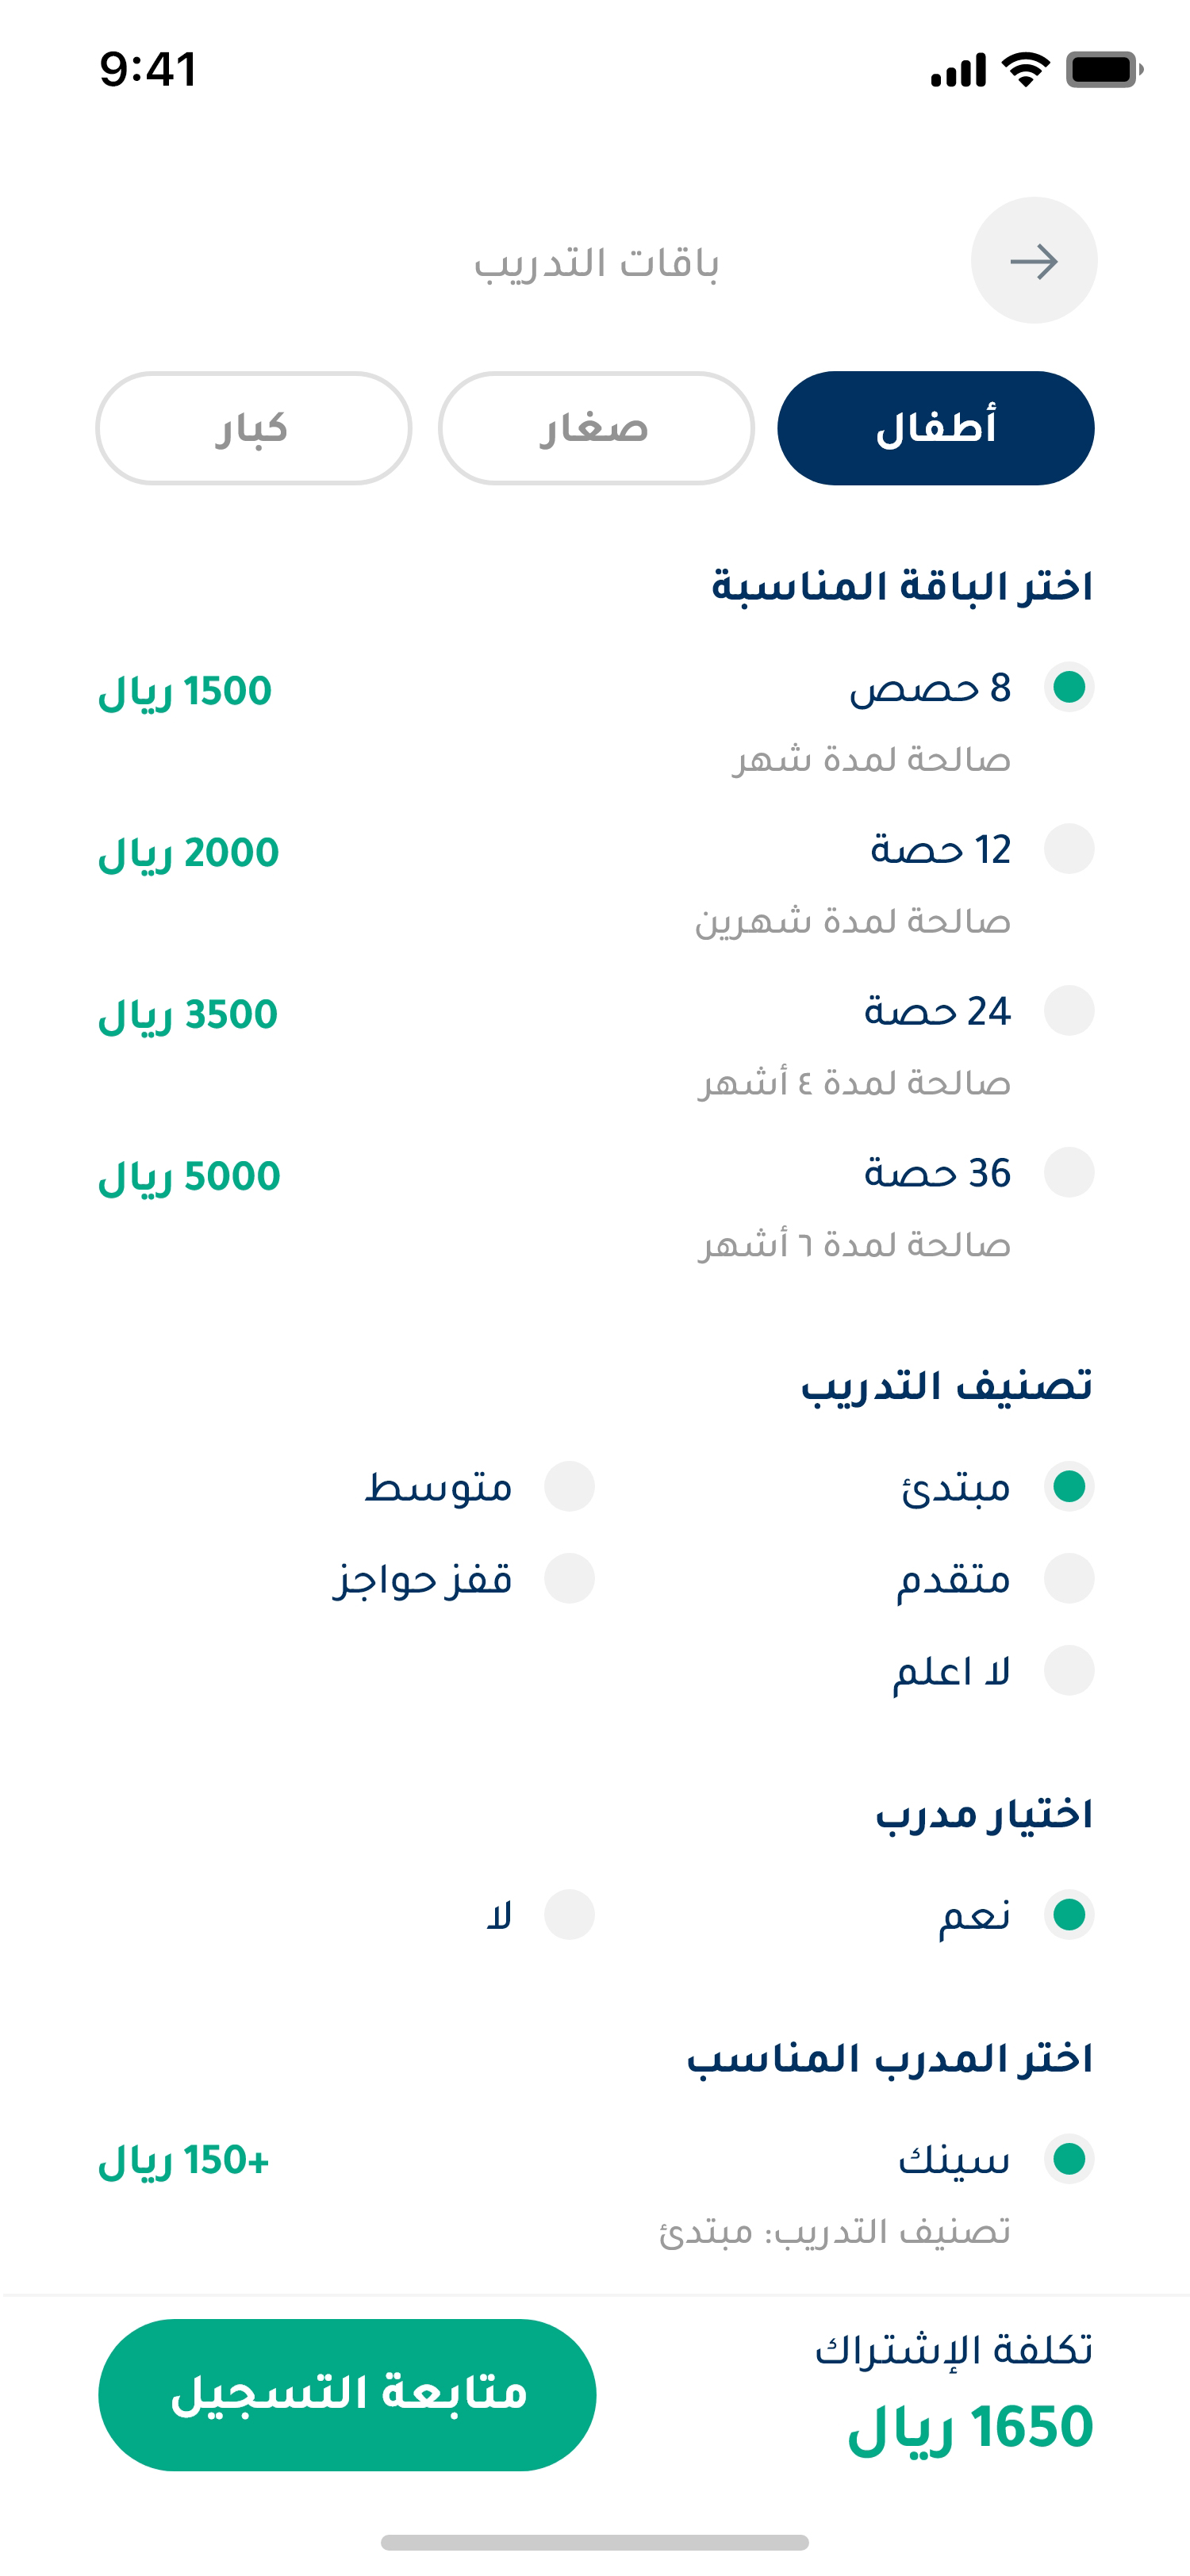 9:41
باقات التدريب
أطفال صغار كبار
اختر الباقة المناسبة
8 حصص 1500 ريال
صالحة لمدة شهر
12 حصة 2000 ريال
صالحة لمدة شهرين
24 حصة 3500 ريال
صالحة لمدة ٤ أشهر
36 حصة 5000 ريال
صالحة لمدة ٦ أشهر
تصنيف التدريب
مبتدئ متوسط
متقدم قفز حواجز
لا اعلم
اختيار مدرب
نعم لا
اختر المدرب المناسب
سينك +150 ريال
تصنيف التدريب: مبتدئ
تكلفة الإشتراك
1650 ريال
متابعة التسجيل